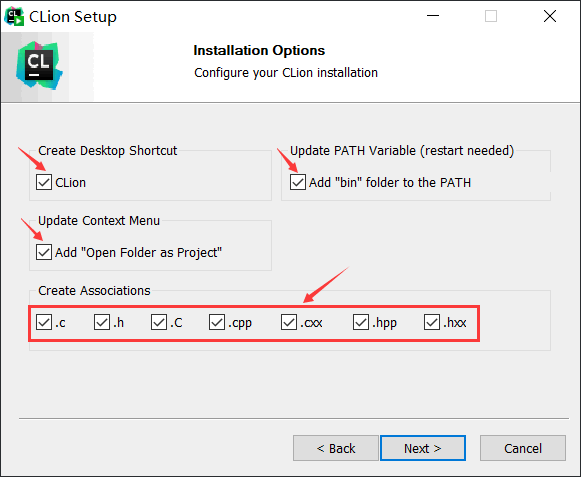 CLion Setup
CL
Installation Options
Configure your CLion installation
Create Desktop Shortcut
CLion
Update PATH Variable (restart needed)
Add "bin" folder to the PATH
Update Context Menu
Add "Open Folder as Project"
Create Associations
.c .h .C .cpp .cxx .hpp .hxx
< Back Next > Cancel